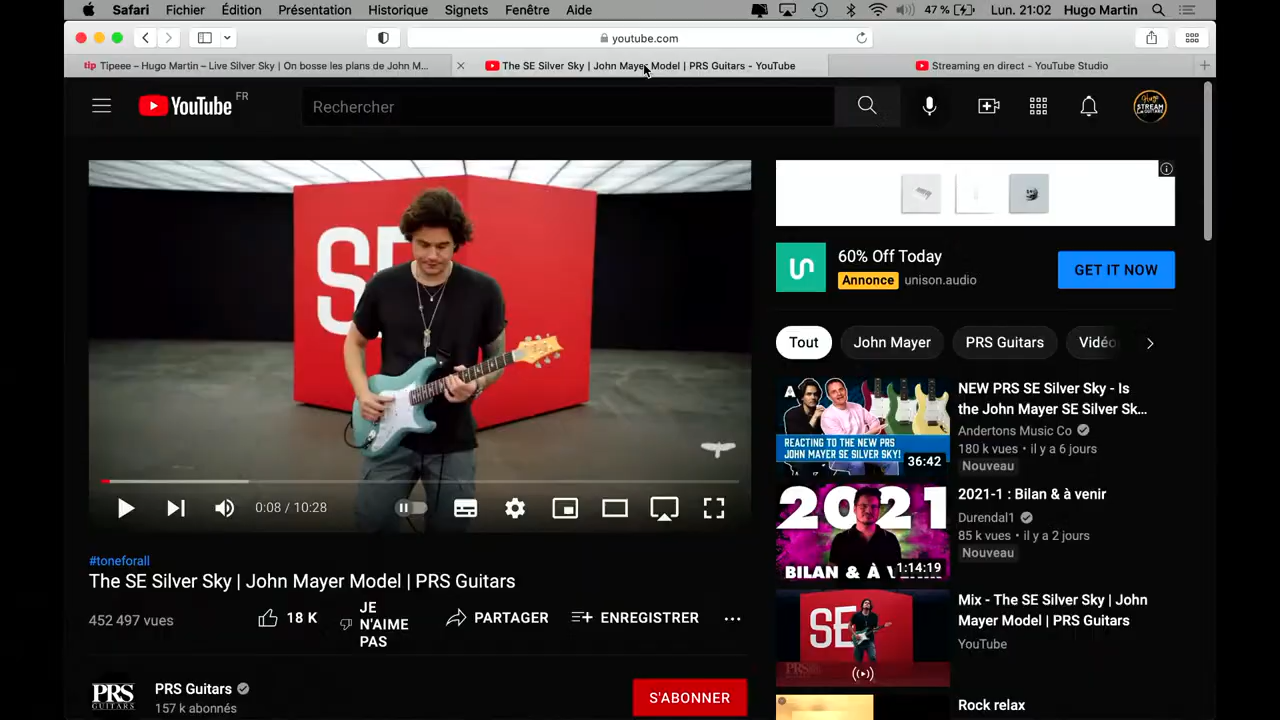 Safari Fichier Édition Présentation Historique Signets Fenêtre Aide 47 % Lun. 21:02 Hugo Martin
youtube.com
tip Tipeee – Hugo Martin – Live Silver Sky | On bosse les plans de John M...
The SE Silver Sky | John Mayer Model | PRS Guitars - YouTube
Streaming en direct - YouTube Studio
YouTube FR
Rechercher
SE
0:08 / 10:28
#toneforall
The SE Silver Sky | John Mayer Model | PRS Guitars
452 497 vues
18 K
JE
N'AIME
PAS
PARTAGER
ENREGISTRER
PRS
GUITARS
PRS Guitars
157 k abonnés
S'ABONNER
60% Off Today
Annonce unison.audio
GET IT NOW
Tout
John Mayer
PRS Guitars
Vidéo
REACTING TO THE NEW PRS
JOHN MAYER SE SILVER SKY!
36:42
NEW PRS SE Silver Sky - Is
the John Mayer SE Silver Sk...
Andertons Music Co
180 k vues • il y a 6 jours
Nouveau
2021
BILAN & À
1:14:19
2021-1 : Bilan & à venir
Durendal1
85 k vues • il y a 2 jours
Nouveau
SE
PRS
Mix - The SE Silver Sky | John
Mayer Model | PRS Guitars
YouTube
Rock relax